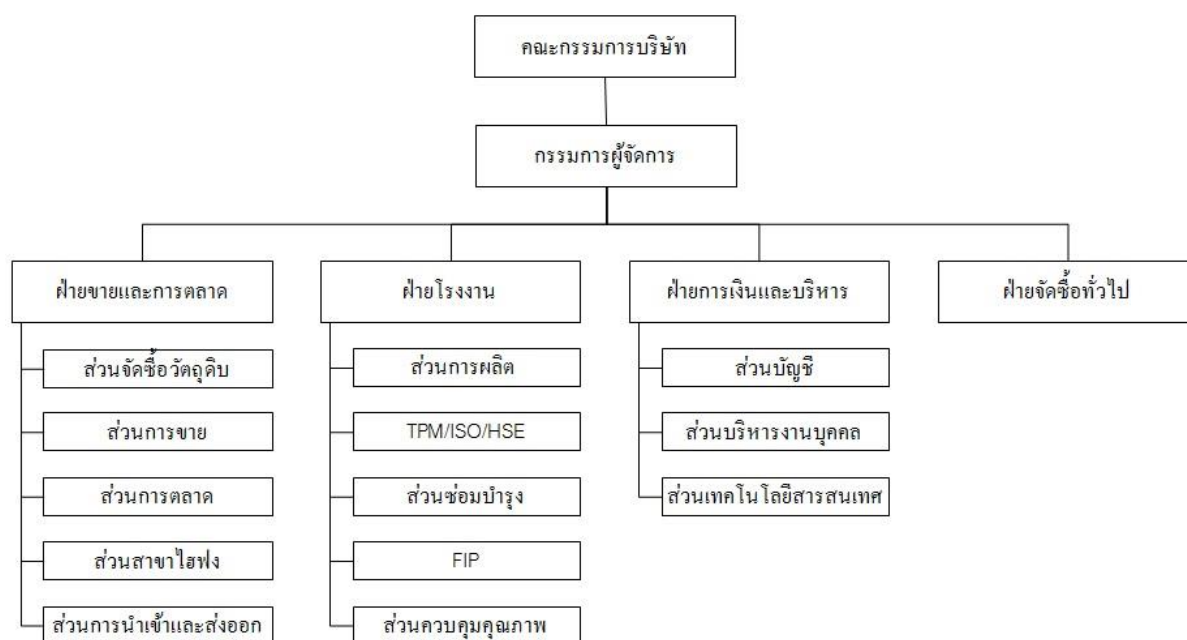 คณะกรรมการบริษัท
กรรมการผู้จัดการ
ฝ่ายขายและการตลาด
ส่วนจัดซื้อวัตถุดิบ
ส่วนการขาย
ส่วนการตลาด
ส่วนสาขาไฮฟง
ส่วนการนำเข้าและส่งออก
ฝ่ายโรงงาน
ส่วนการผลิต
TPM/ISO/HSE
ส่วนซ่อมบำรุง
FIP
ส่วนควบคุมคุณภาพ
ฝ่ายการเงินและบริหาร
ส่วนบัญชี
ส่วนบริหารงานบุคคล
ส่วนเทคโนโลยีสารสนเทศ
ฝ่ายจัดซื้อทั่วไป